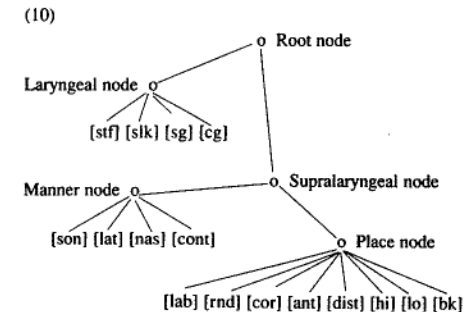 (10)
o Root node
Laryngeal node o
[stf] [slk] [sg] [cg]
Manner node o
o Supralaryngeal node
[son] [lat] [nas] [cont]
o Place node
[lab] [rnd] [cor] [ant] [dist] [hi] [lo] [bk]